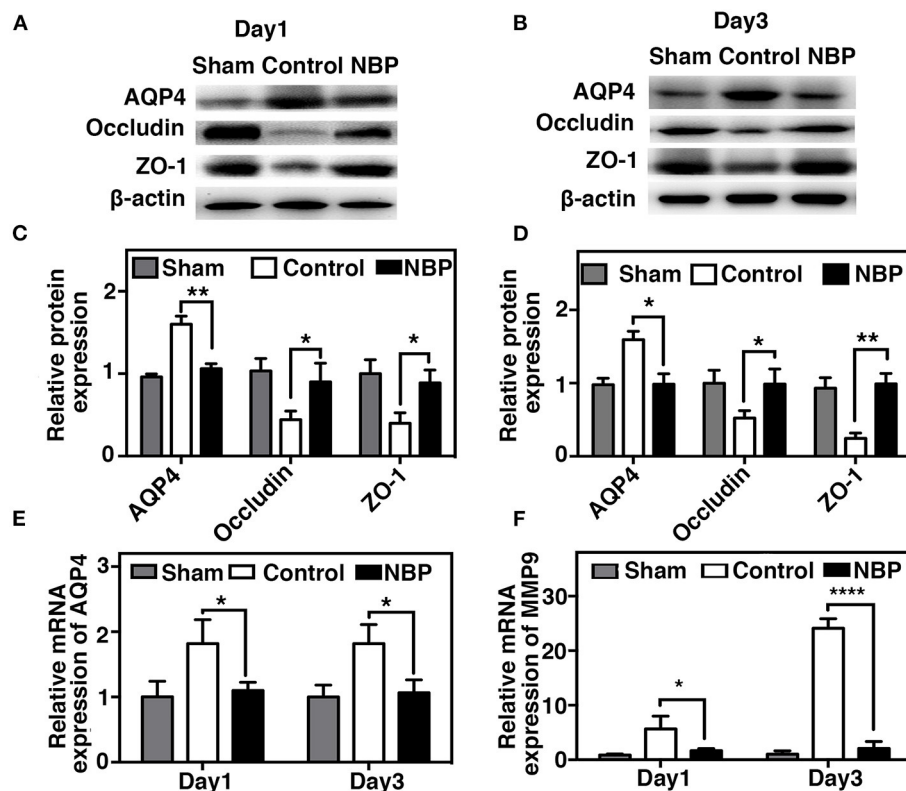 A
Day1
Sham Control NBP
AQP4
Occludin
ZO-1
β-actin
B
Day3
Sham Control NBP
AQP4
Occludin
ZO-1
β-actin
C
Relative protein
expression
Sham Control NBP
2
1
0
** * *
AQP4 Occludin ZO-1
D
Relative protein
expression
Sham Control NBP
2
1
0
* * **
AQP4 Occludin ZO-1
E
Relative mRNA
expression of AQP4
Sham Control NBP
3
2
1
0
* *
Day1 Day3
F
Relative mRNA
expression of MMP9
Sham Control NBP
30
20
10
0
* ****
Day1 Day3